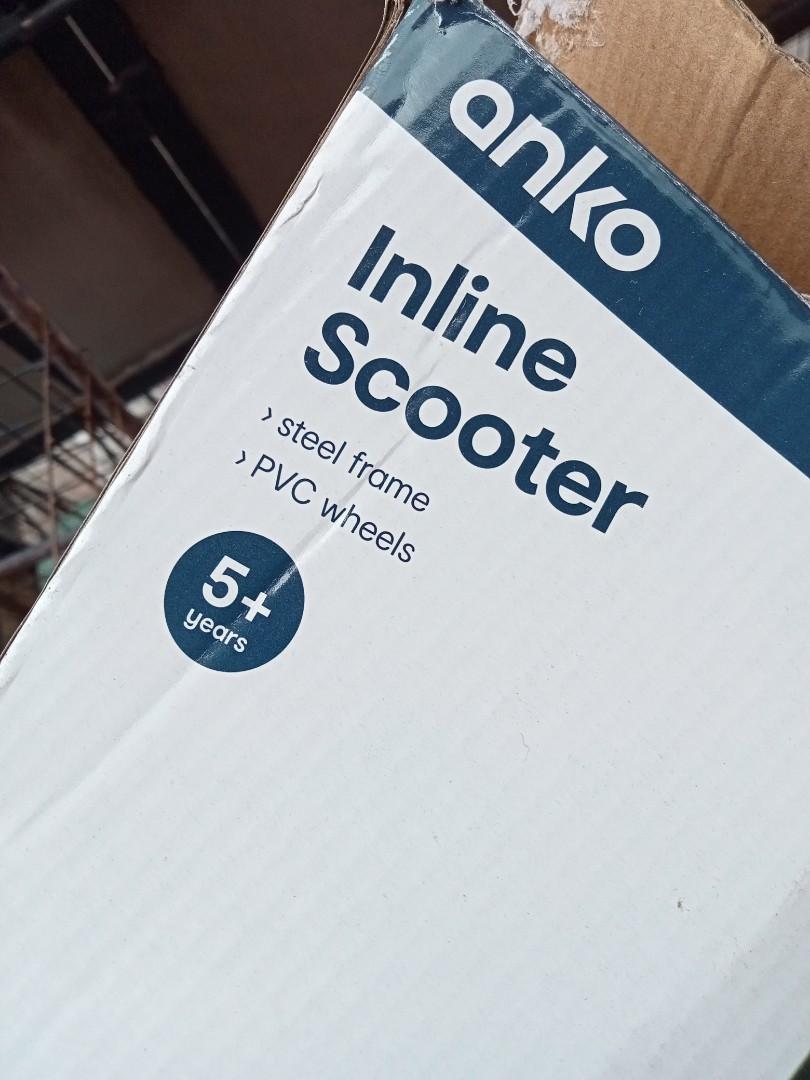 anko
Inline
Scooter
› steel frame
› PVC wheels
5+
years